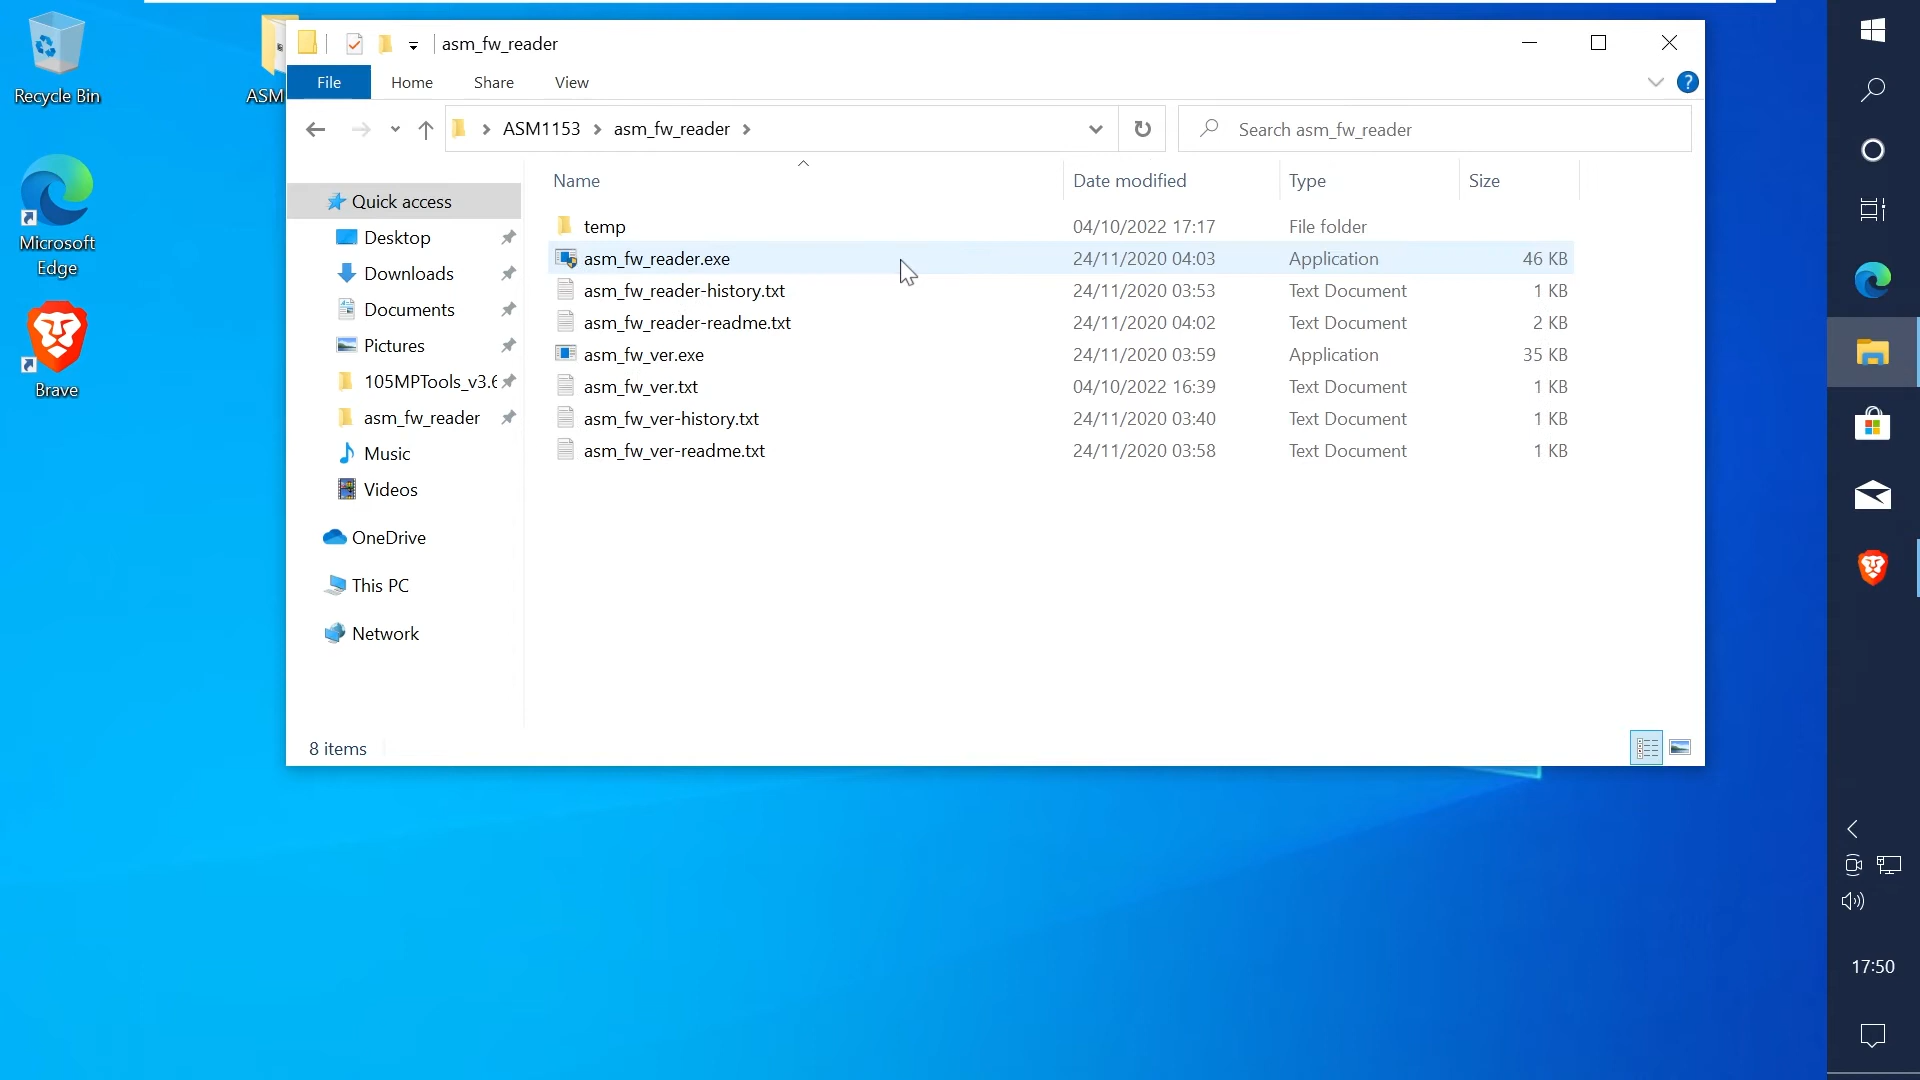 Recycle Bin
ASM
Microsoft
Edge
Brave
asm_fw_reader
File Home Share View
?
ASM1153 asm_fw_reader
Search asm_fw_reader
Name Date modified Type Size
Quick access
Desktop
Downloads
Documents
Pictures
105MPTools_v3.6
asm_fw_reader
Music
Videos
OneDrive
This PC
Network
temp 04/10/2022 17:17 File folder
asm_fw_reader.exe 24/11/2020 04:03 Application 46 KB
asm_fw_reader-history.txt 24/11/2020 03:53 Text Document 1 KB
asm_fw_reader-readme.txt 24/11/2020 04:02 Text Document 2 KB
asm_fw_ver.exe 24/11/2020 03:59 Application 35 KB
asm_fw_ver.txt 04/10/2022 16:39 Text Document 1 KB
asm_fw_ver-history.txt 24/11/2020 03:40 Text Document 1 KB
asm_fw_ver-readme.txt 24/11/2020 03:58 Text Document 1 KB
8 items
17:50